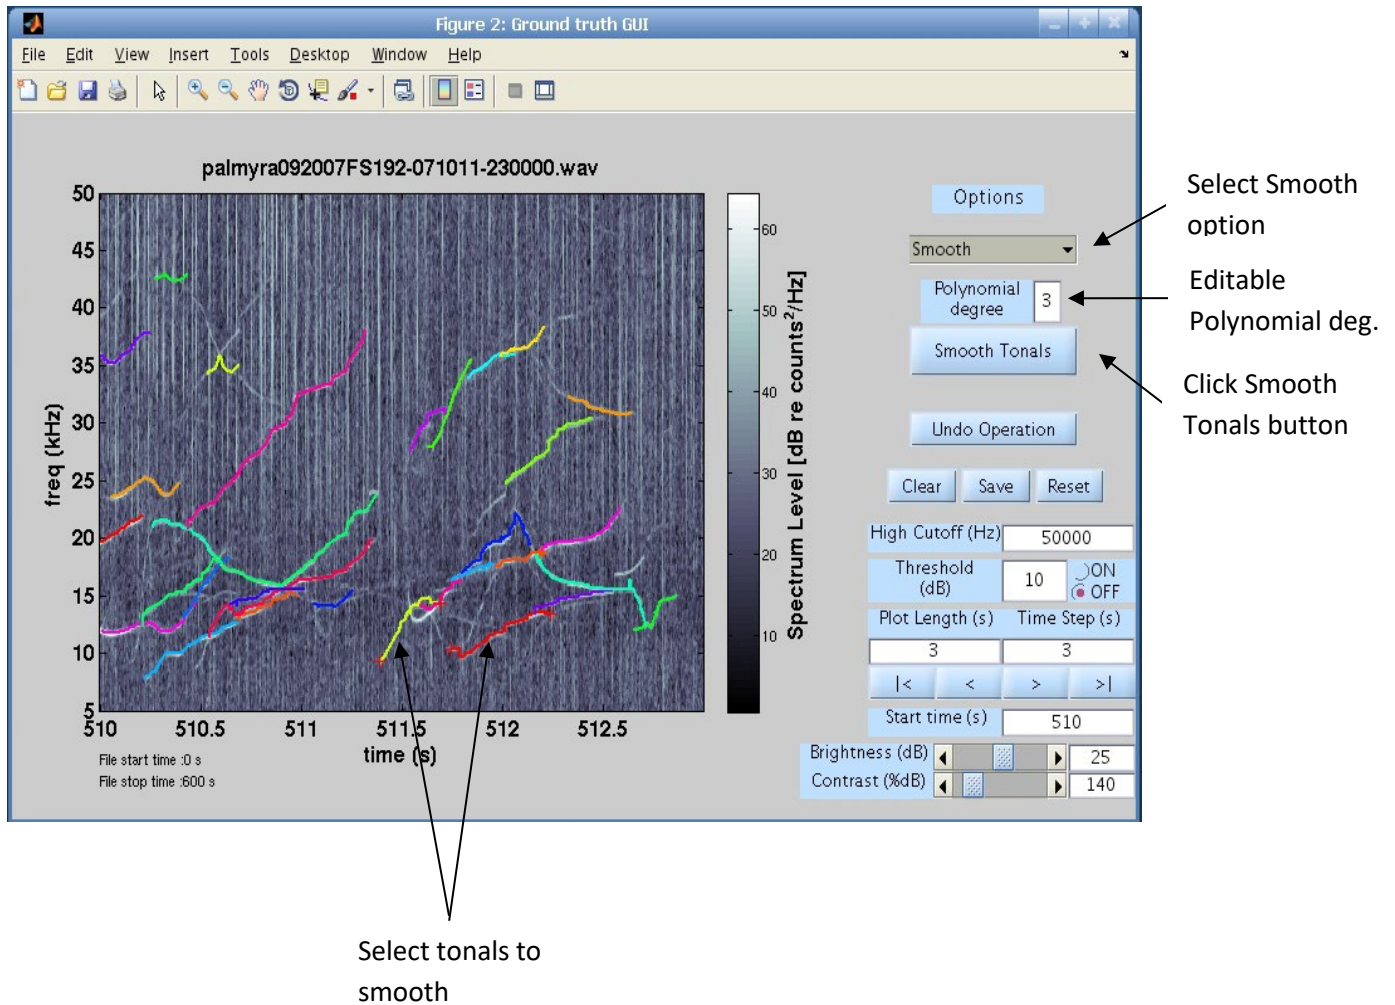 Figure 2: Ground truth GUI
File Edit View Insert Tools Desktop Window Help
palmyra092007FS192-071011-230000.wav
50
45
40
35
30
25
20
15
10
5
freq (kHz)
510 510.5 511 511.5 512 512.5
time (s)
File start time :0 s
File stop time :600 s
60
50
40
30
20
10
Spectrum Level [dB re counts²/Hz]
Options
Smooth
Polynomial
degree
3
Smooth Tonals
Undo Operation
Clear Save Reset
High Cutoff (Hz) 50000
Threshold
(dB)
10
ON
OFF
Plot Length (s) Time Step (s)
3 3
|< < > >|
Start time (s) 510
Brightness (dB) 25
Contrast (%dB) 140
Select Smooth
option
Editable
Polynomial deg.
Click Smooth
Tonals button
Select tonals to
smooth